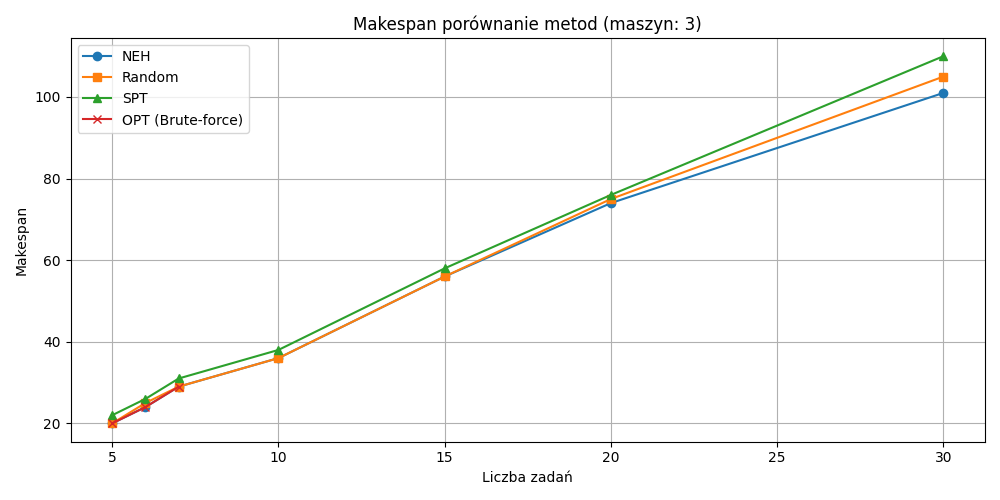 Makespan porównanie metod (maszyn: 3)
NEH
Random
SPT
OPT (Brute-force)
Makespan
100
80
60
40
20
5
10
15
20
25
30
Liczba zadań